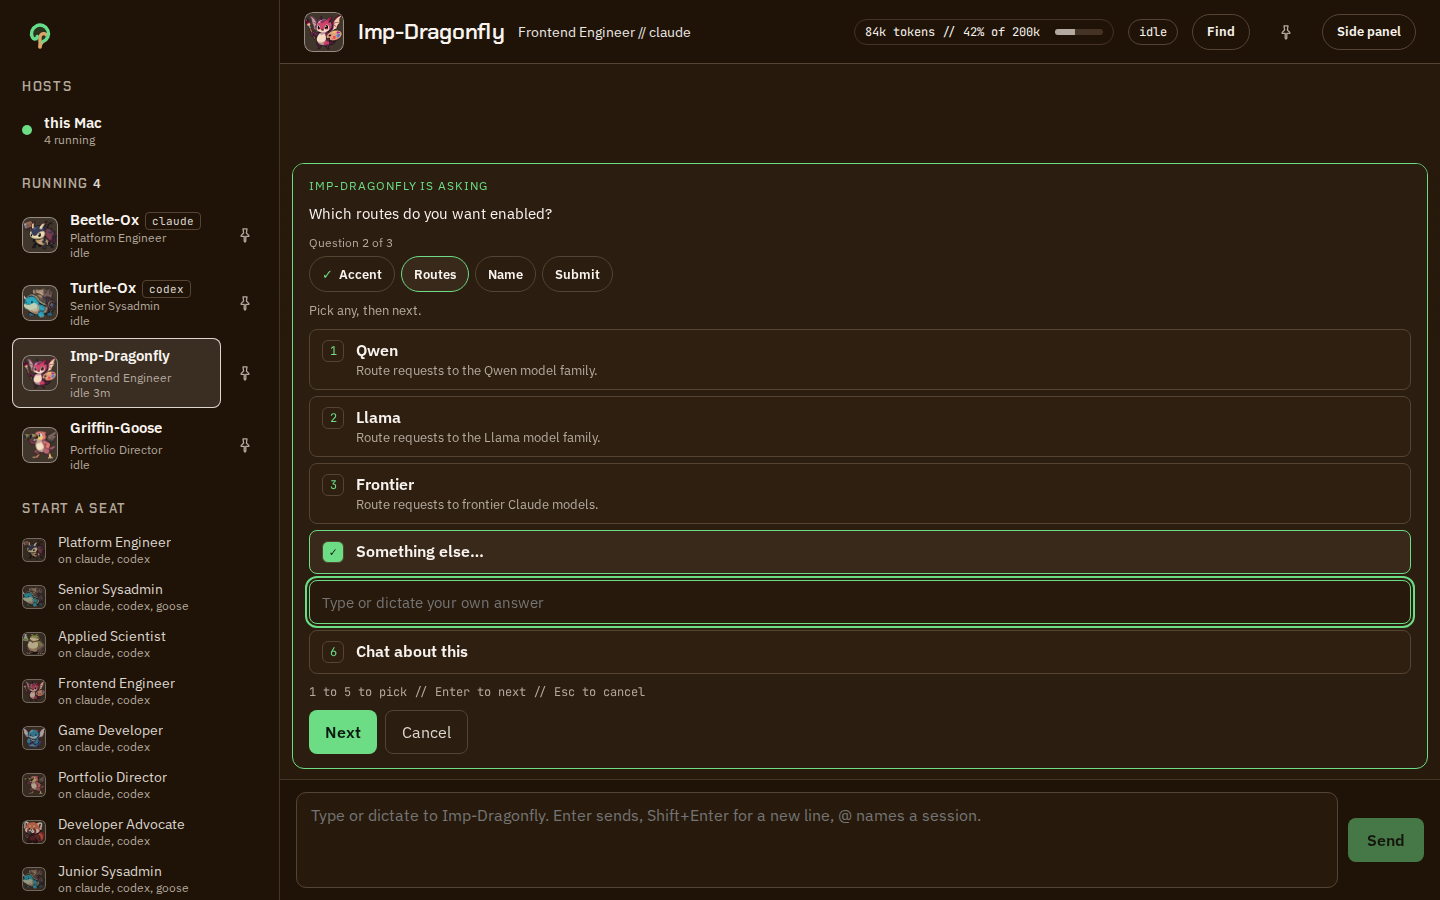 HOSTS
this Mac
4 running
RUNNING 4
Beetle-Ox claude
Platform Engineer
idle
Turtle-Ox codex
Senior Sysadmin
idle
Imp-Dragonfly
Frontend Engineer
idle 3m
Griffin-Goose
Portfolio Director
idle
START A SEAT
Platform Engineer
on claude, codex
Senior Sysadmin
on claude, codex, goose
Applied Scientist
on claude, codex
Frontend Engineer
on claude, codex
Game Developer
on claude, codex
Portfolio Director
on claude, codex
Developer Advocate
on claude, codex
Junior Sysadmin
on claude, codex, goose
Imp-Dragonfly Frontend Engineer // claude
84k tokens // 42% of 200k
idle
Find
Side panel
IMP-DRAGONFLY IS ASKING
Which routes do you want enabled?
Question 2 of 3
✓ Accent Routes Name Submit
Pick any, then next.
1 Qwen
Route requests to the Qwen model family.
2 Llama
Route requests to the Llama model family.
3 Frontier
Route requests to frontier Claude models.
✓ Something else...
Type or dictate your own answer
6 Chat about this
1 to 5 to pick // Enter to next // Esc to cancel
Next Cancel
Type or dictate to Imp-Dragonfly. Enter sends, Shift+Enter for a new line, @ names a session.
Send